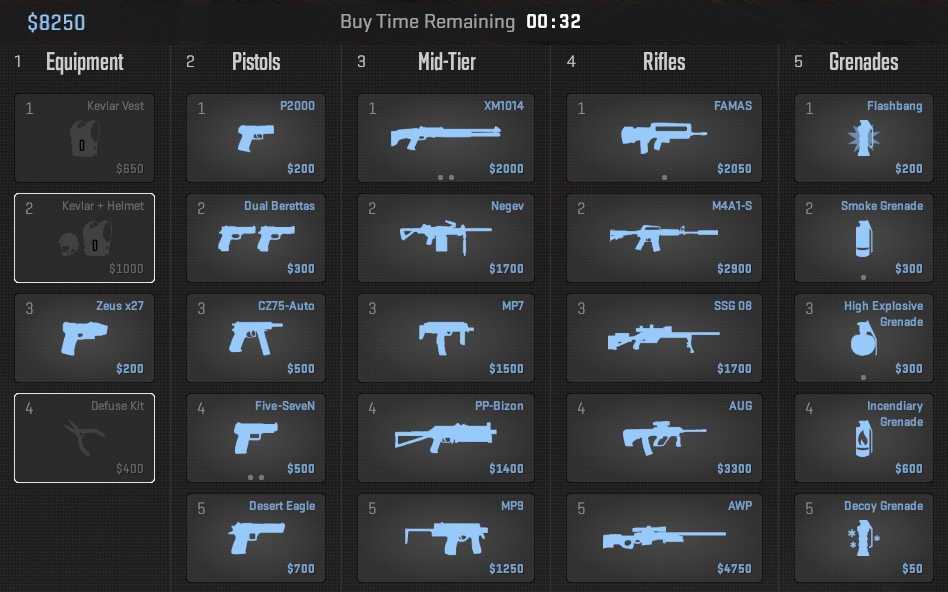 $8250
Buy Time Remaining 00:32
1 Equipment
1 Kevlar Vest
0
$650
2 Kevlar + Helmet
0
$1000
3 Zeus x27
$200
4 Defuse Kit
$400
2 Pistols
1 P2000
$200
2 Dual Berettas
$300
3 CZ75-Auto
$500
4 Five-SeveN
$500
5 Desert Eagle
$700
3 Mid-Tier
1 XM1014
$2000
2 Negev
$1700
3 MP7
$1500
4 PP-Bizon
$1400
5 MP9
$1250
4 Rifles
1 FAMAS
$2050
2 M4A1-S
$2900
3 SSG 08
$1700
4 AUG
$3300
5 AWP
$4750
5 Grenades
1 Flashbang
$200
2 Smoke Grenade
$300
3 High Explosive
Grenade
$300
4 Incendiary
Grenade
$600
5 Decoy Grenade
$50